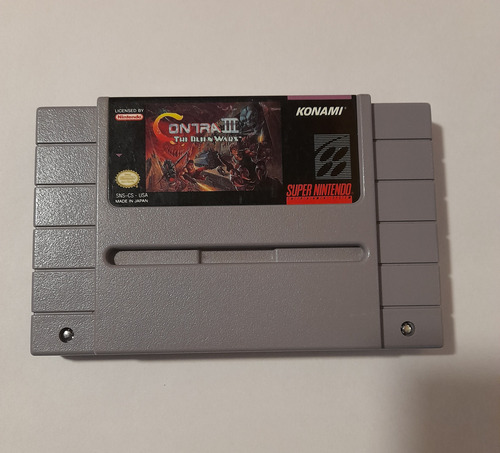 LICENSED BY
Nintendo
CONTRA III
THE ALIEN WARS
KONAMI
SNS-CS-USA
MADE IN JAPAN
SUPER NINTENDO